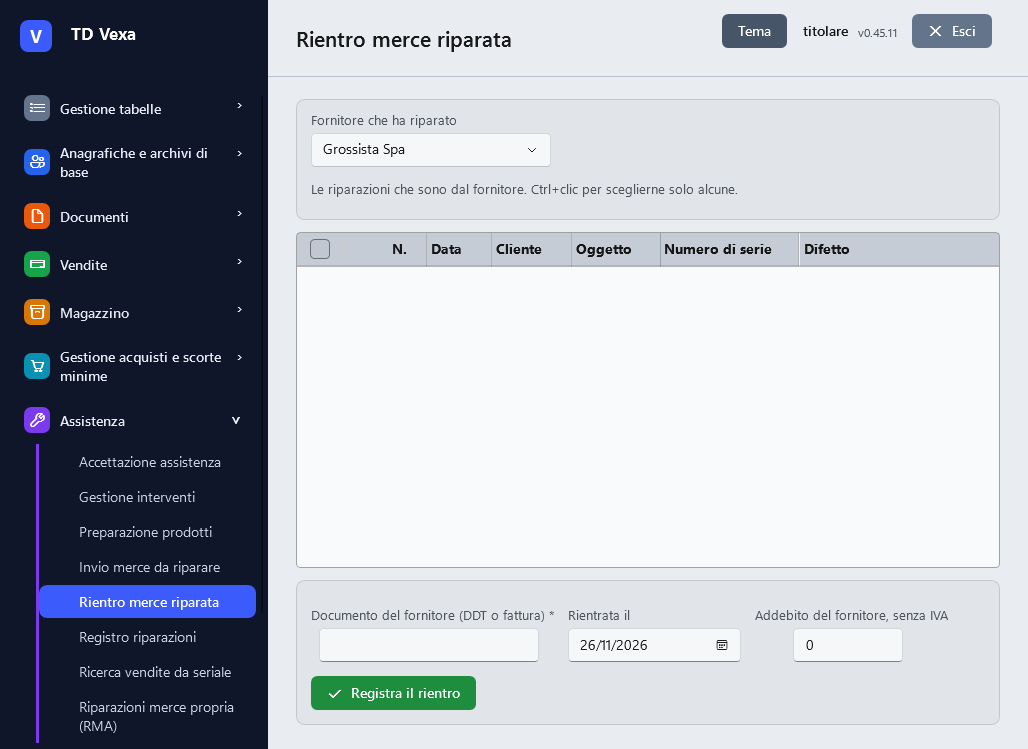 V TD Vexa
Rientro merce riparata
Tema
titolare v0.45.11
Esci
Gestione tabelle
Anagrafiche e archivi di
base
Documenti
Vendite
Magazzino
Gestione acquisti e scorte
minime
Assistenza
Accettazione assistenza
Gestione interventi
Preparazione prodotti
Invio merce da riparare
Rientro merce riparata
Registro riparazioni
Ricerca vendite da seriale
Riparazioni merce propria
(RMA)
Fornitore che ha riparato
Grossista Spa
Le riparazioni che sono dal fornitore. Ctrl+clic per sceglierne solo alcune.
N. Data Cliente Oggetto Numero di serie Difetto
Documento del fornitore (DDT o fattura) * Rientrata il Addebito del fornitore, senza IVA
26/11/2026 0
Registra il rientro